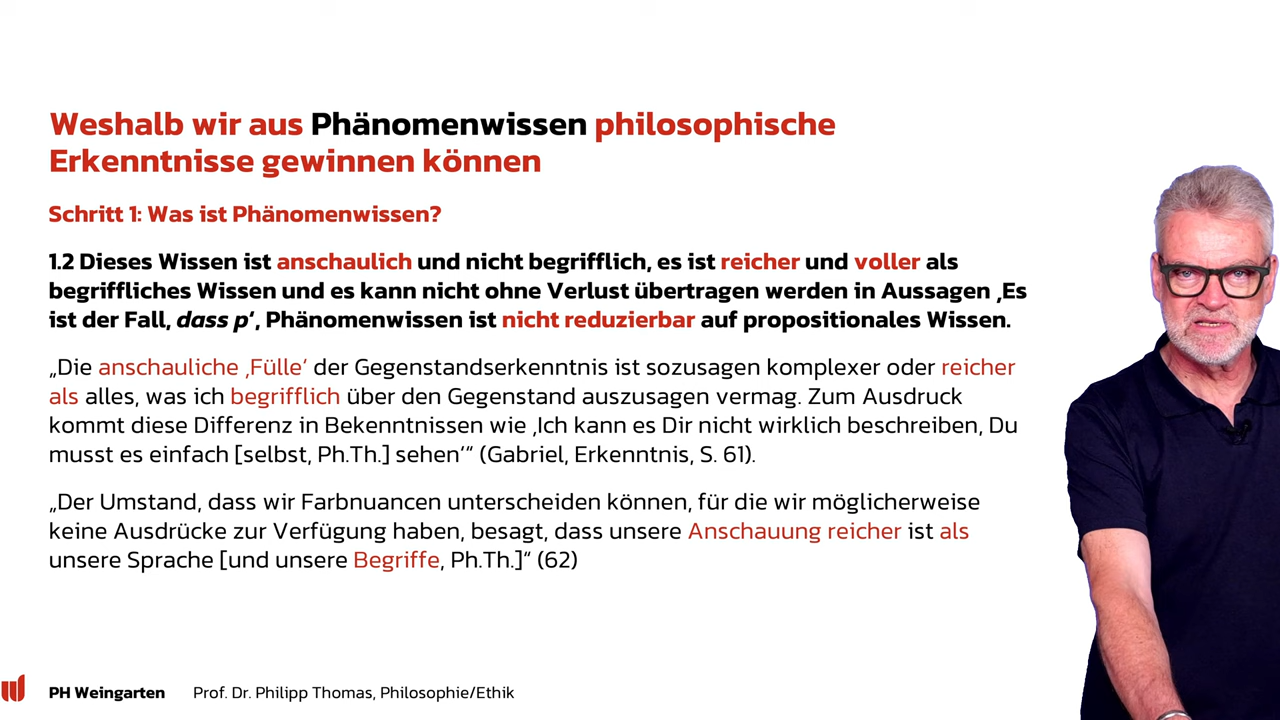 Weshalb wir aus Phänomenwissen philosophische
Erkenntnisse gewinnen können
Schritt 1: Was ist Phänomenwissen?
1.2 Dieses Wissen ist anschaulich und nicht begrifflich, es ist reicher und voller als
begriffliches Wissen und es kann nicht ohne Verlust übertragen werden in Aussagen ‚Es
ist der Fall, dass p‘, Phänomenwissen ist nicht reduzierbar auf propositionales Wissen.
„Die anschauliche ‚Fülle‘ der Gegenstandserkenntnis ist sozusagen komplexer oder reicher
als alles, was ich begrifflich über den Gegenstand auszusagen vermag. Zum Ausdruck
kommt diese Differenz in Bekenntnissen wie ‚Ich kann es Dir nicht wirklich beschreiben, Du
musst es einfach [selbst, Ph.Th.] sehen‘“ (Gabriel, Erkenntnis, S. 61).
„Der Umstand, dass wir Farbnuancen unterscheiden können, für die wir möglicherweise
keine Ausdrücke zur Verfügung haben, besagt, dass unsere Anschauung reicher ist als
unsere Sprache [und unsere Begriffe, Ph.Th.]“ (62)
PH Weingarten Prof. Dr. Philipp Thomas, Philosophie/Ethik